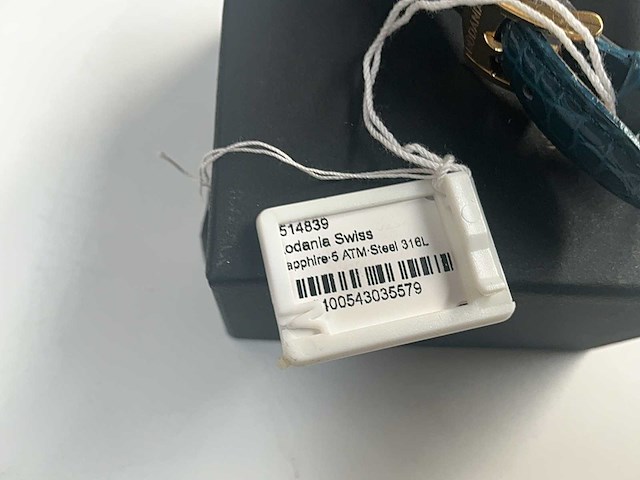 514839
odania Swiss
apphire·5 ATM·Steel 316L
100543035579